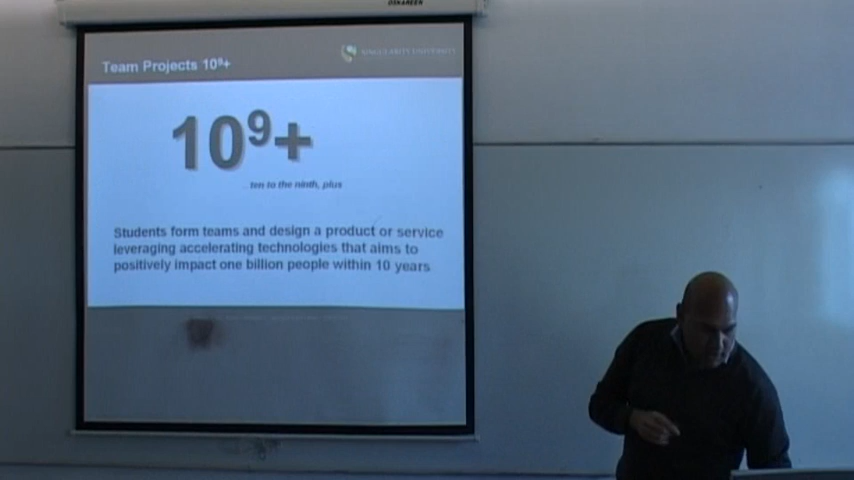 OSKAREEN
Team Projects 10⁹+
SINGULARITY UNIVERSITY
10⁹+
.. ten to the ninth, plus
Students form teams and design a product or service
leveraging accelerating technologies that aims to
positively impact one billion people within 10 years